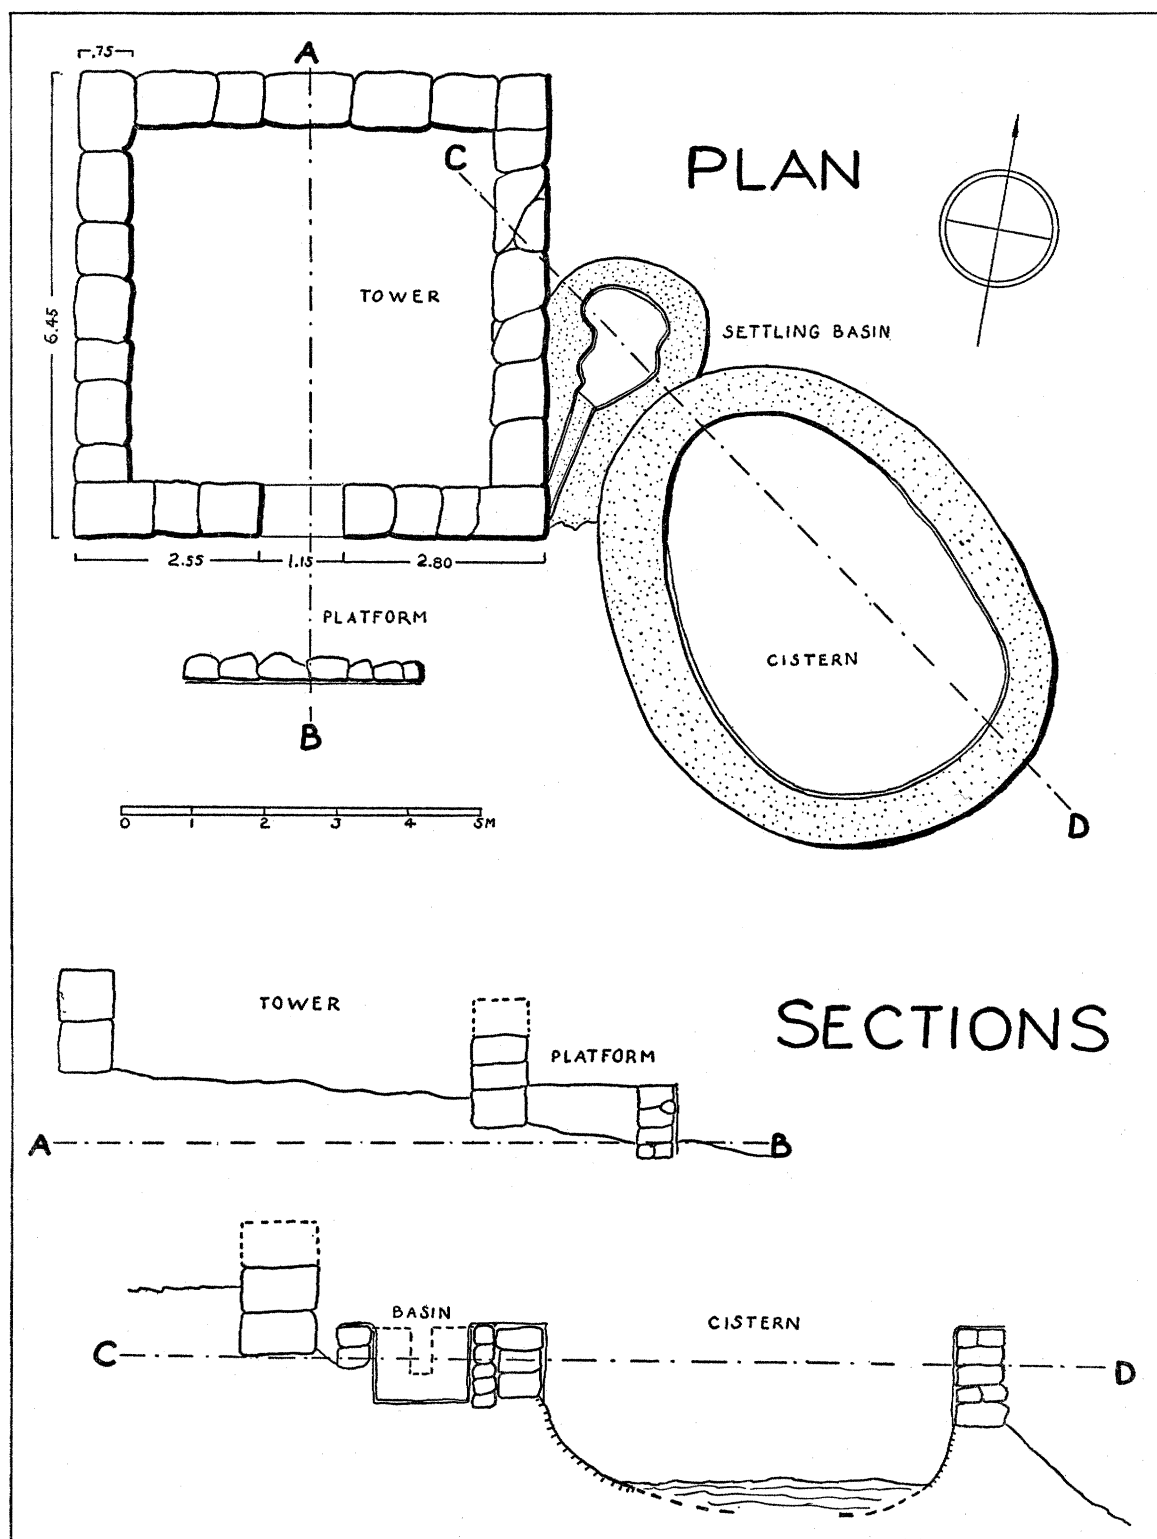 .75
A
PLAN
C
TOWER
6.45
SETTLING BASIN
2.55 1.15 2.80
PLATFORM
CISTERN
B
0 1 2 3 4 5M
D
TOWER
SECTIONS
PLATFORM
A B
BASIN
CISTERN
C D